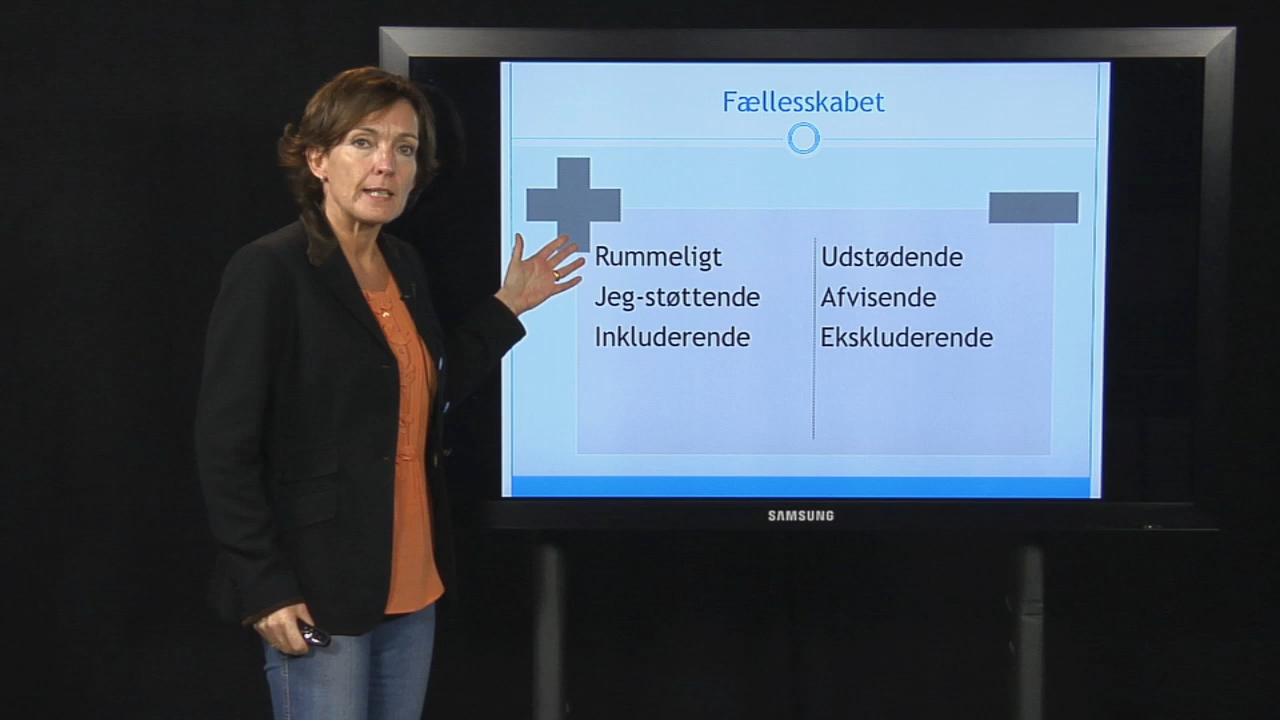 Fællesskabet
Rummeligt
Jeg-støttende
Inkluderende
Udstødende
Afvisende
Ekskluderende
SAMSUNG